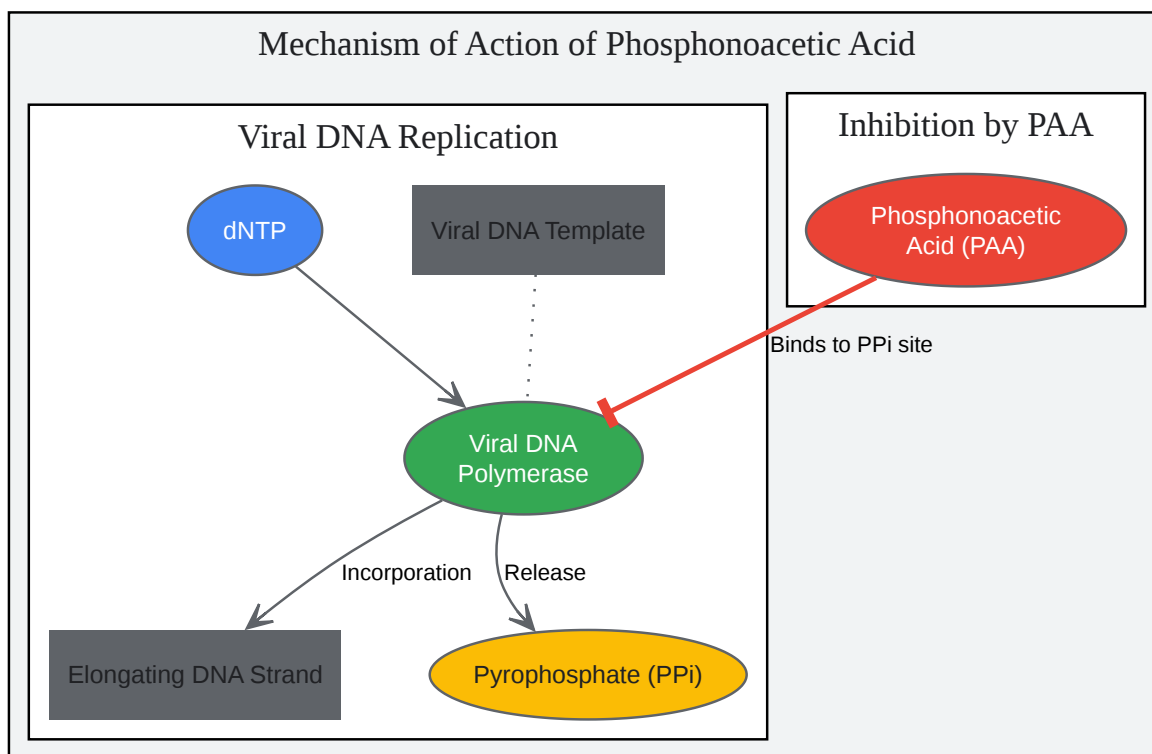 Mechanism of Action of Phosphonoacetic Acid
Viral DNA Replication
Inhibition by PAA
dNTP
Viral DNA Template
Phosphonoacetic
Acid (PAA)
Binds to PPi site
Viral DNA
Polymerase
Incorporation
Release
Elongating DNA Strand
Pyrophosphate (PPi)